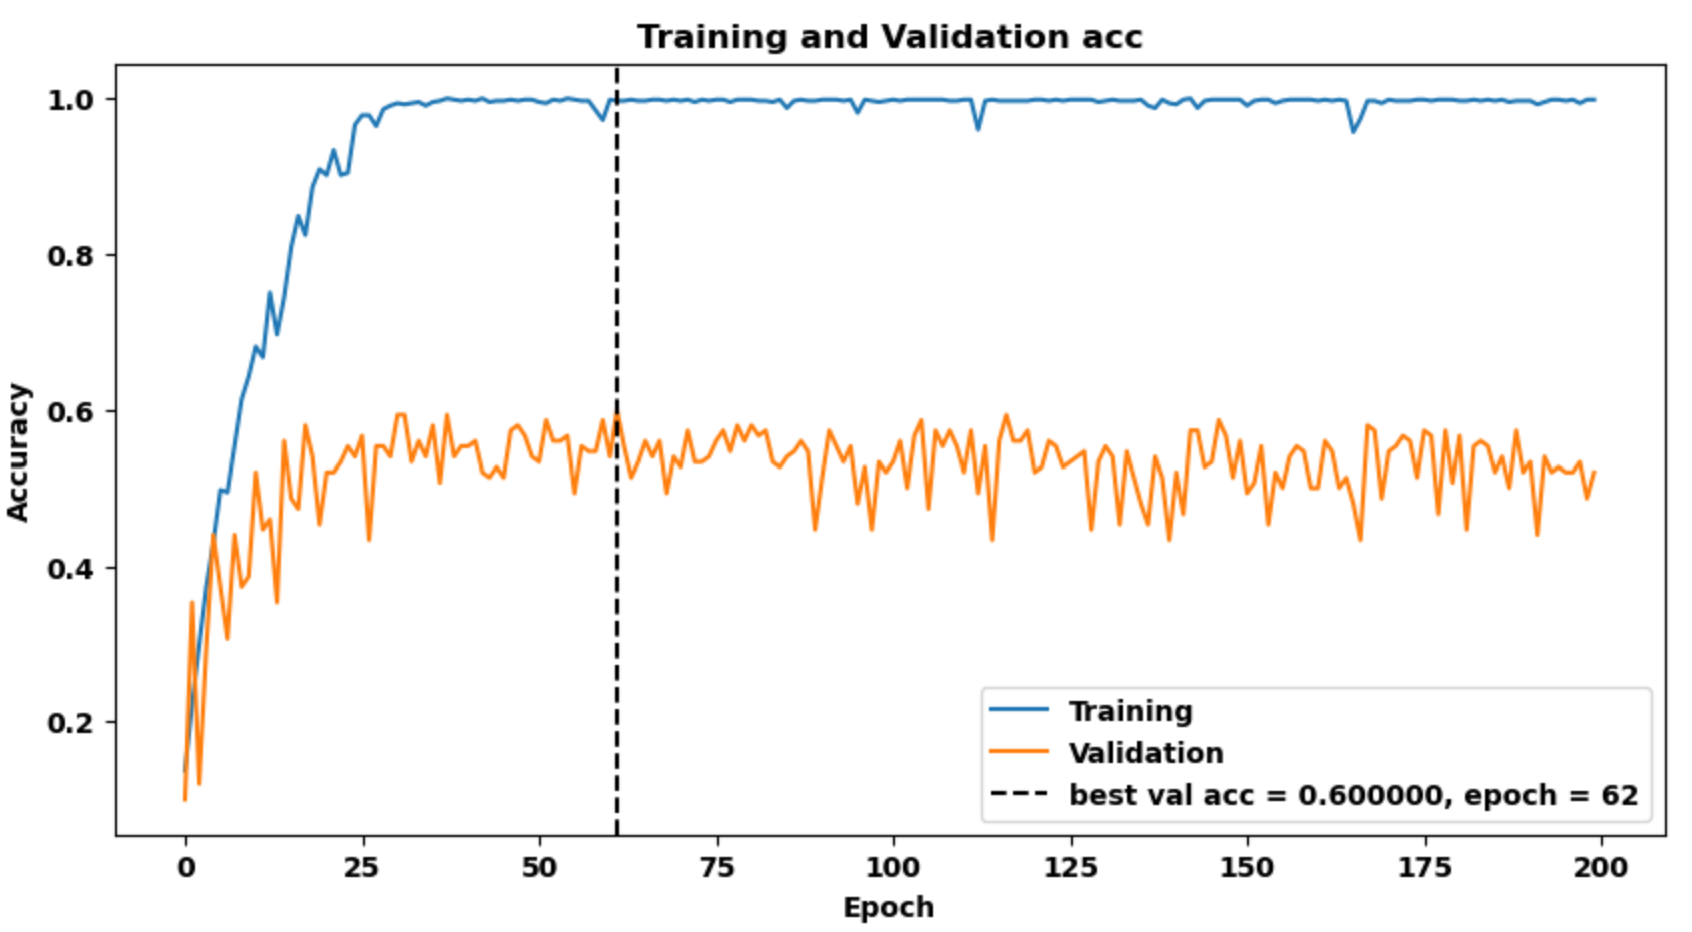 Training and Validation acc
Accuracy
1.0
0.8
0.6
0.4
0.2
0 25 50 75 100 125 150 175 200
Epoch
Training
Validation
best val acc = 0.600000, epoch = 62